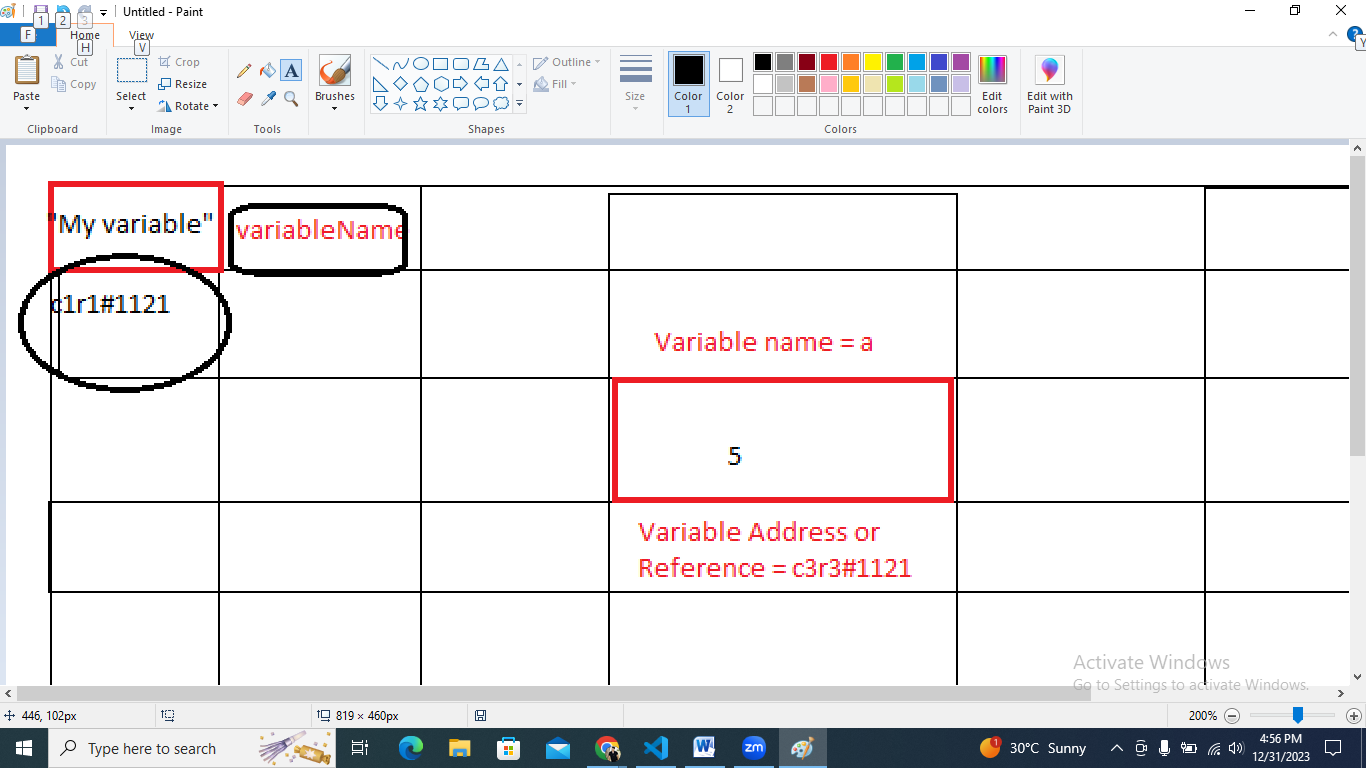 Untitled - Paint
1 2 3
F Home View
H V Y
Paste
Cut
Copy
Clipboard
Select
Crop
Resize
Rotate
Image
A
Tools
Brushes
Shapes
Outline
Fill
Size
Color 1
Color 2
Colors
Edit colors
Edit with Paint 3D
"My variable"
variableName
c1r1#1121
Variable name = a
5
Variable Address or
Reference = c3r3#1121
Activate Windows
Go to Settings to activate Windows.
446, 102px
819 × 460px
200%
Type here to search
W
zm
1
30°C Sunny
4:56 PM
12/31/2023